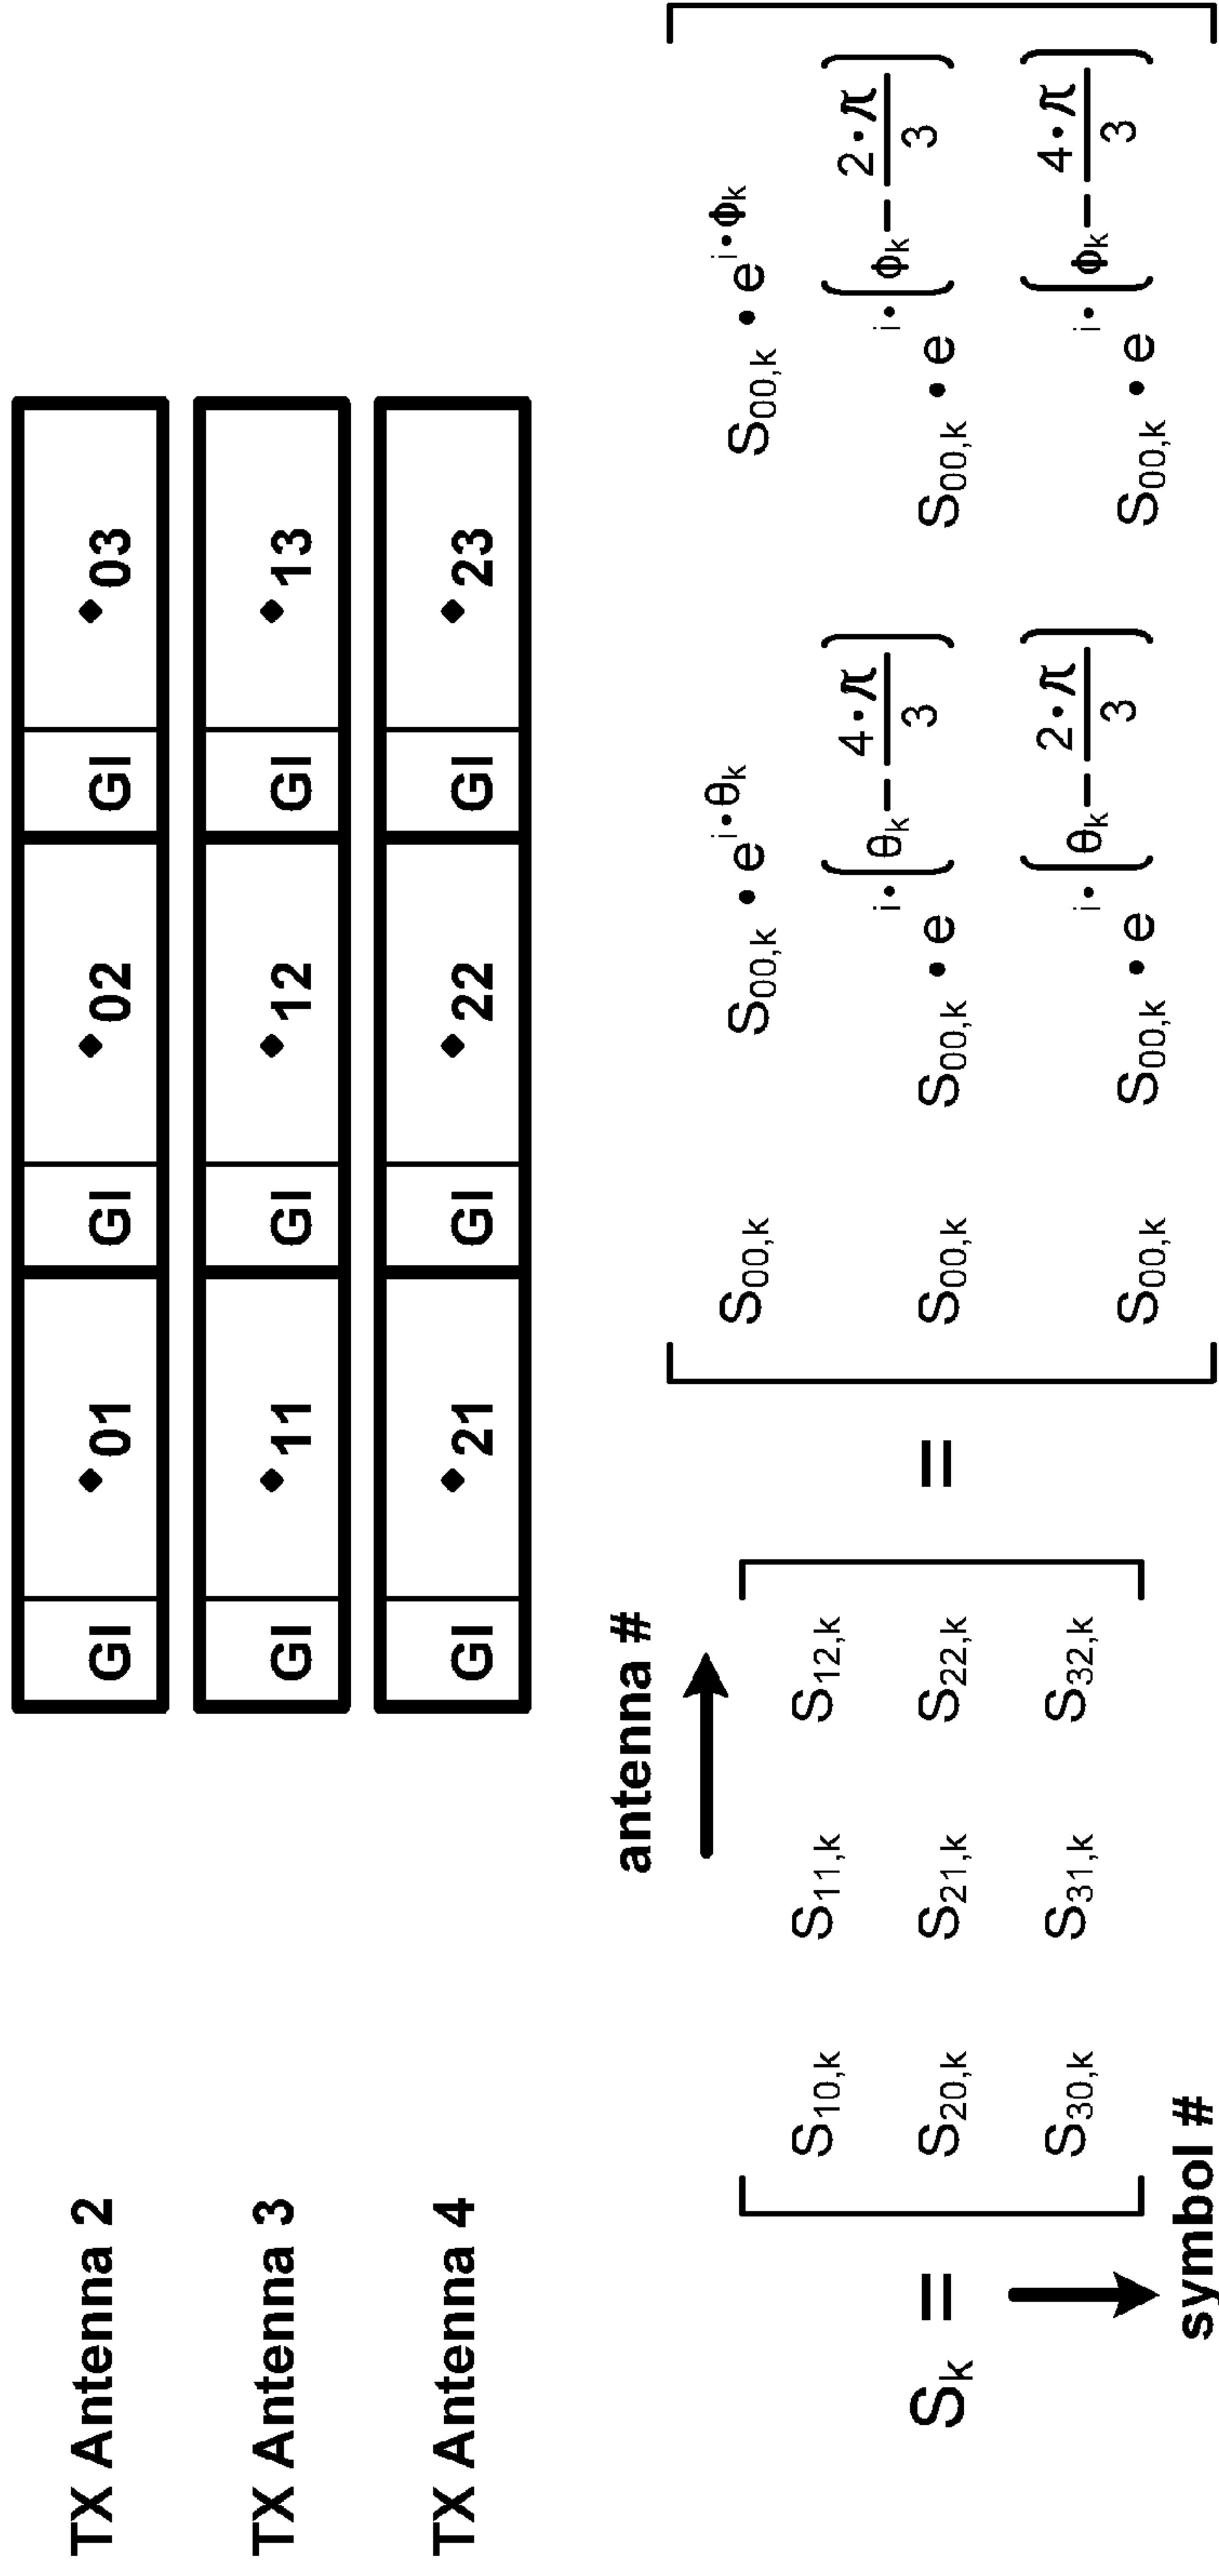 TX Antenna 2 GI ◆01 GI ◆02 GI ◆03
TX Antenna 3 GI ◆11 GI ◆12 GI ◆13
TX Antenna 4 GI ◆21 GI ◆22 GI ◆23
antenna #
S10,k S11,k S12,k
S20,k S21,k S22,k
S30,k S31,k S32,k
Sk = =
symbol #
S00,k S00,k • e^i•θk S00,k • e^i•ϕk
S00,k S00,k • e^i•(θk − 4•π/3) S00,k • e^i•(ϕk − 2•π/3)
S00,k S00,k • e^i•(θk − 2•π/3) S00,k • e^i•(ϕk − 4•π/3)